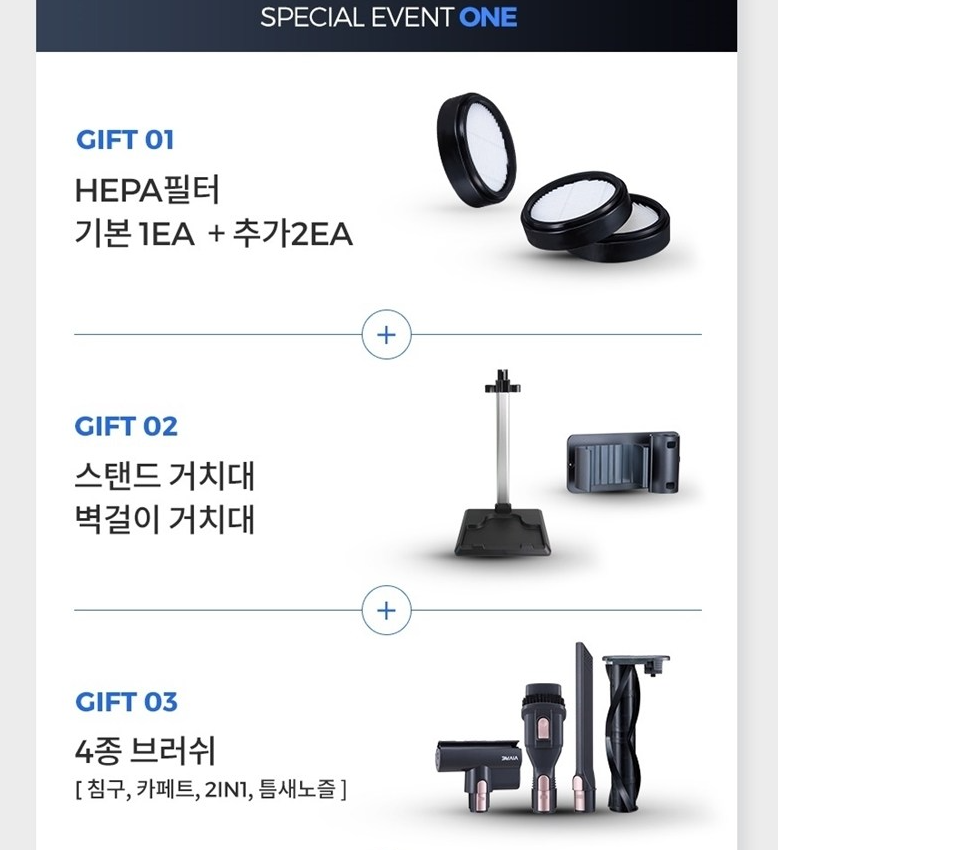 SPECIAL EVENT ONE
GIFT 01
HEPA필터
기본 1EA + 추가2EA
+
GIFT 02
스탠드 거치대
벽걸이 거치대
+
GIFT 03
4종 브러쉬
[ 침구, 카페트, 2IN1, 틈새노즐 ]